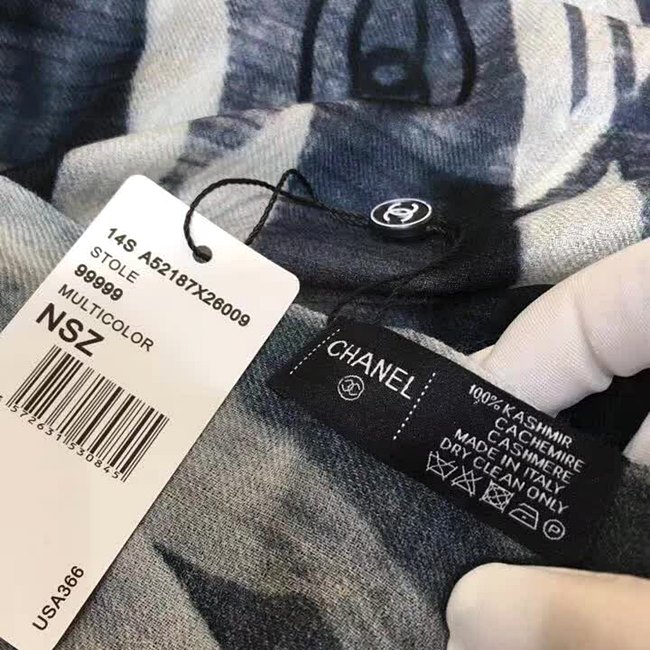 14S A52187X26009
STOLE
99999
MULTICOLOR
NSZ
USA366
CHANEL
100% KASHMIR
CACHEMIRE
CASHMERE
MADE IN ITALY
DRY CLEAN ONLY
P